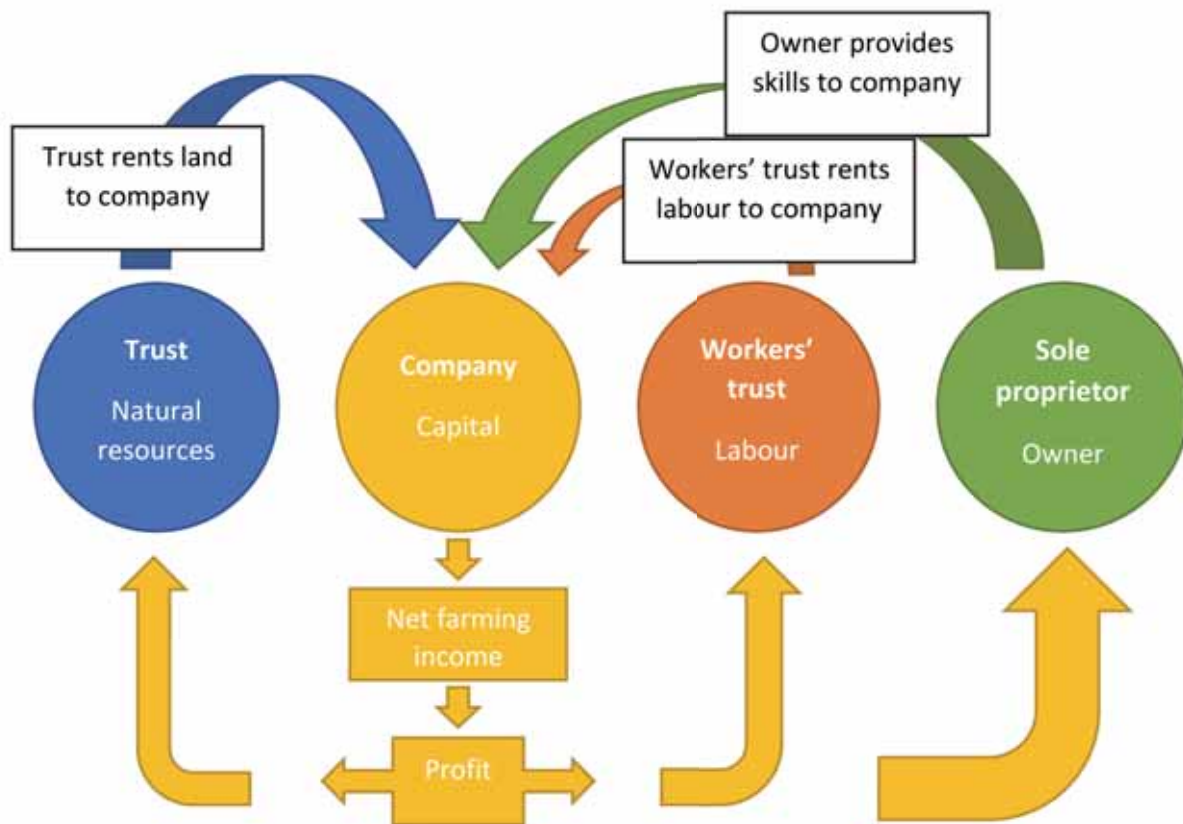 Owner provides
skills to company
Trust rents land
to company
Workers’ trust rents
labour to company
Trust
Natural
resources
Company
Capital
Workers’
trust
Labour
Sole
proprietor
Owner
Net farming
income
Profit